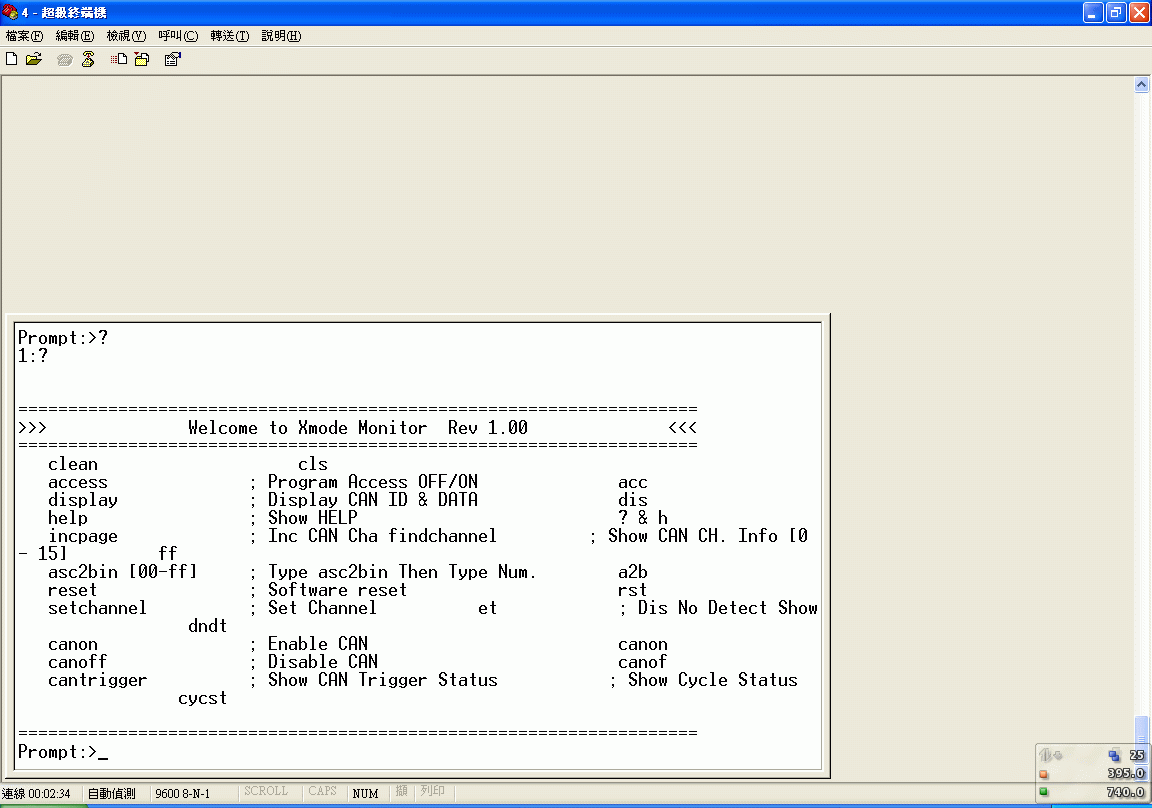 4 - 超級終端機
檔案(F) 編輯(E) 檢視(V) 呼叫(C) 轉送(T) 說明(H)
Prompt:>?
1:?
====================================================================
>>> Welcome to Xmode Monitor Rev 1.00 <<<
====================================================================
clean cls
access ; Program Access OFF/ON acc
display ; Display CAN ID & DATA dis
help ; Show HELP ? & h
incpage ; Inc CAN Cha findchannel ; Show CAN CH. Info [0
- 15] ff
asc2bin [00-ff] ; Type asc2bin Then Type Num. a2b
reset ; Software reset rst
setchannel ; Set Channel et ; Dis No Detect Show
dndt
canon ; Enable CAN canon
canoff ; Disable CAN canof
cantrigger ; Show CAN Trigger Status ; Show Cycle Status
cycst
====================================================================
Prompt:>_
25
395.0
740.0
連線 00:02:34 自動偵測 9600 8-N-1 SCROLL CAPS NUM 擷 列印